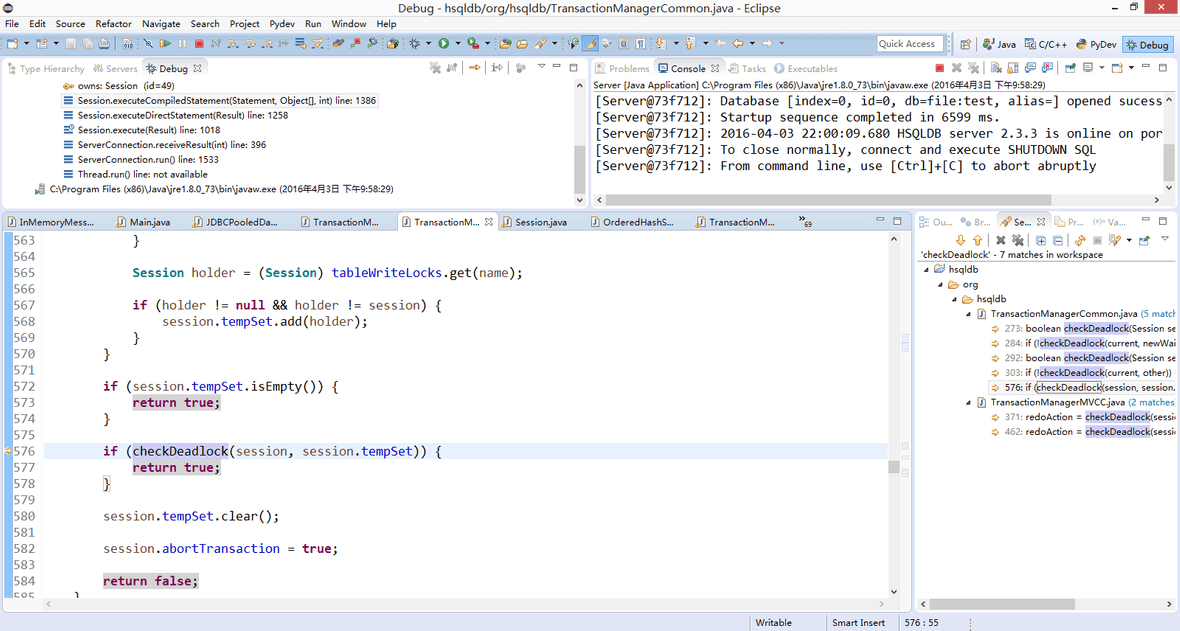 Debug - hsqldb/org/hsqldb/TransactionManagerCommon.java - Eclipse
File Edit Source Refactor Navigate Search Project Pydev Run Window Help
Quick Access Java C/C++ PyDev Debug
Type Hierarchy Servers Debug
owns: Session (id=49)
Session.executeCompiledStatement(Statement, Object[], int) line: 1386
Session.executeDirectStatement(Result) line: 1258
Session.execute(Result) line: 1018
ServerConnection.receiveResult(int) line: 396
ServerConnection.run() line: 1533
Thread.run() line: not available
C:\Program Files (x86)\Java\jre1.8.0_73\bin\javaw.exe (2016年4月3日 下午9:58:29)
Problems Console Tasks Executables
Server [Java Application] C:\Program Files (x86)\Java\jre1.8.0_73\bin\javaw.exe (2016年4月3日 下午9:58:29)
[Server@73f712]: Database [index=0, id=0, db=file:test, alias=] opened sucess
[Server@73f712]: Startup sequence completed in 6599 ms.
[Server@73f712]: 2016-04-03 22:00:09.680 HSQLDB server 2.3.3 is online on por
[Server@73f712]: To close normally, connect and execute SHUTDOWN SQL
[Server@73f712]: From command line, use [Ctrl]+[C] to abort abruptly
InMemoryMess... Main.java JDBCPooledDa... TransactionM... TransactionM... Session.java OrderedHashS... TransactionM... »69
563 }
564
565 Session holder = (Session) tableWriteLocks.get(name);
566
567 if (holder != null && holder != session) {
568 session.tempSet.add(holder);
569 }
570 }
571
572 if (session.tempSet.isEmpty()) {
573 return true;
574 }
575
576 if (checkDeadlock(session, session.tempSet)) {
577 return true;
578 }
579
580 session.tempSet.clear();
581
582 session.abortTransaction = true;
583
584 return false;
585 }
Ou... Br... Se... Pr... (x)= Va...
'checkDeadlock' - 7 matches in workspace
hsqldb
org
hsqldb
TransactionManagerCommon.java (5 match
273: boolean checkDeadlock(Session se
284: if (!checkDeadlock(current, newWai
292: boolean checkDeadlock(Session se
303: if (!checkDeadlock(current, other))
576: if (checkDeadlock(session, session.
TransactionManagerMVCC.java (2 matches
371: redoAction = checkDeadlock(sessi
462: redoAction = checkDeadlock(sessi
Writable Smart Insert 576 : 55